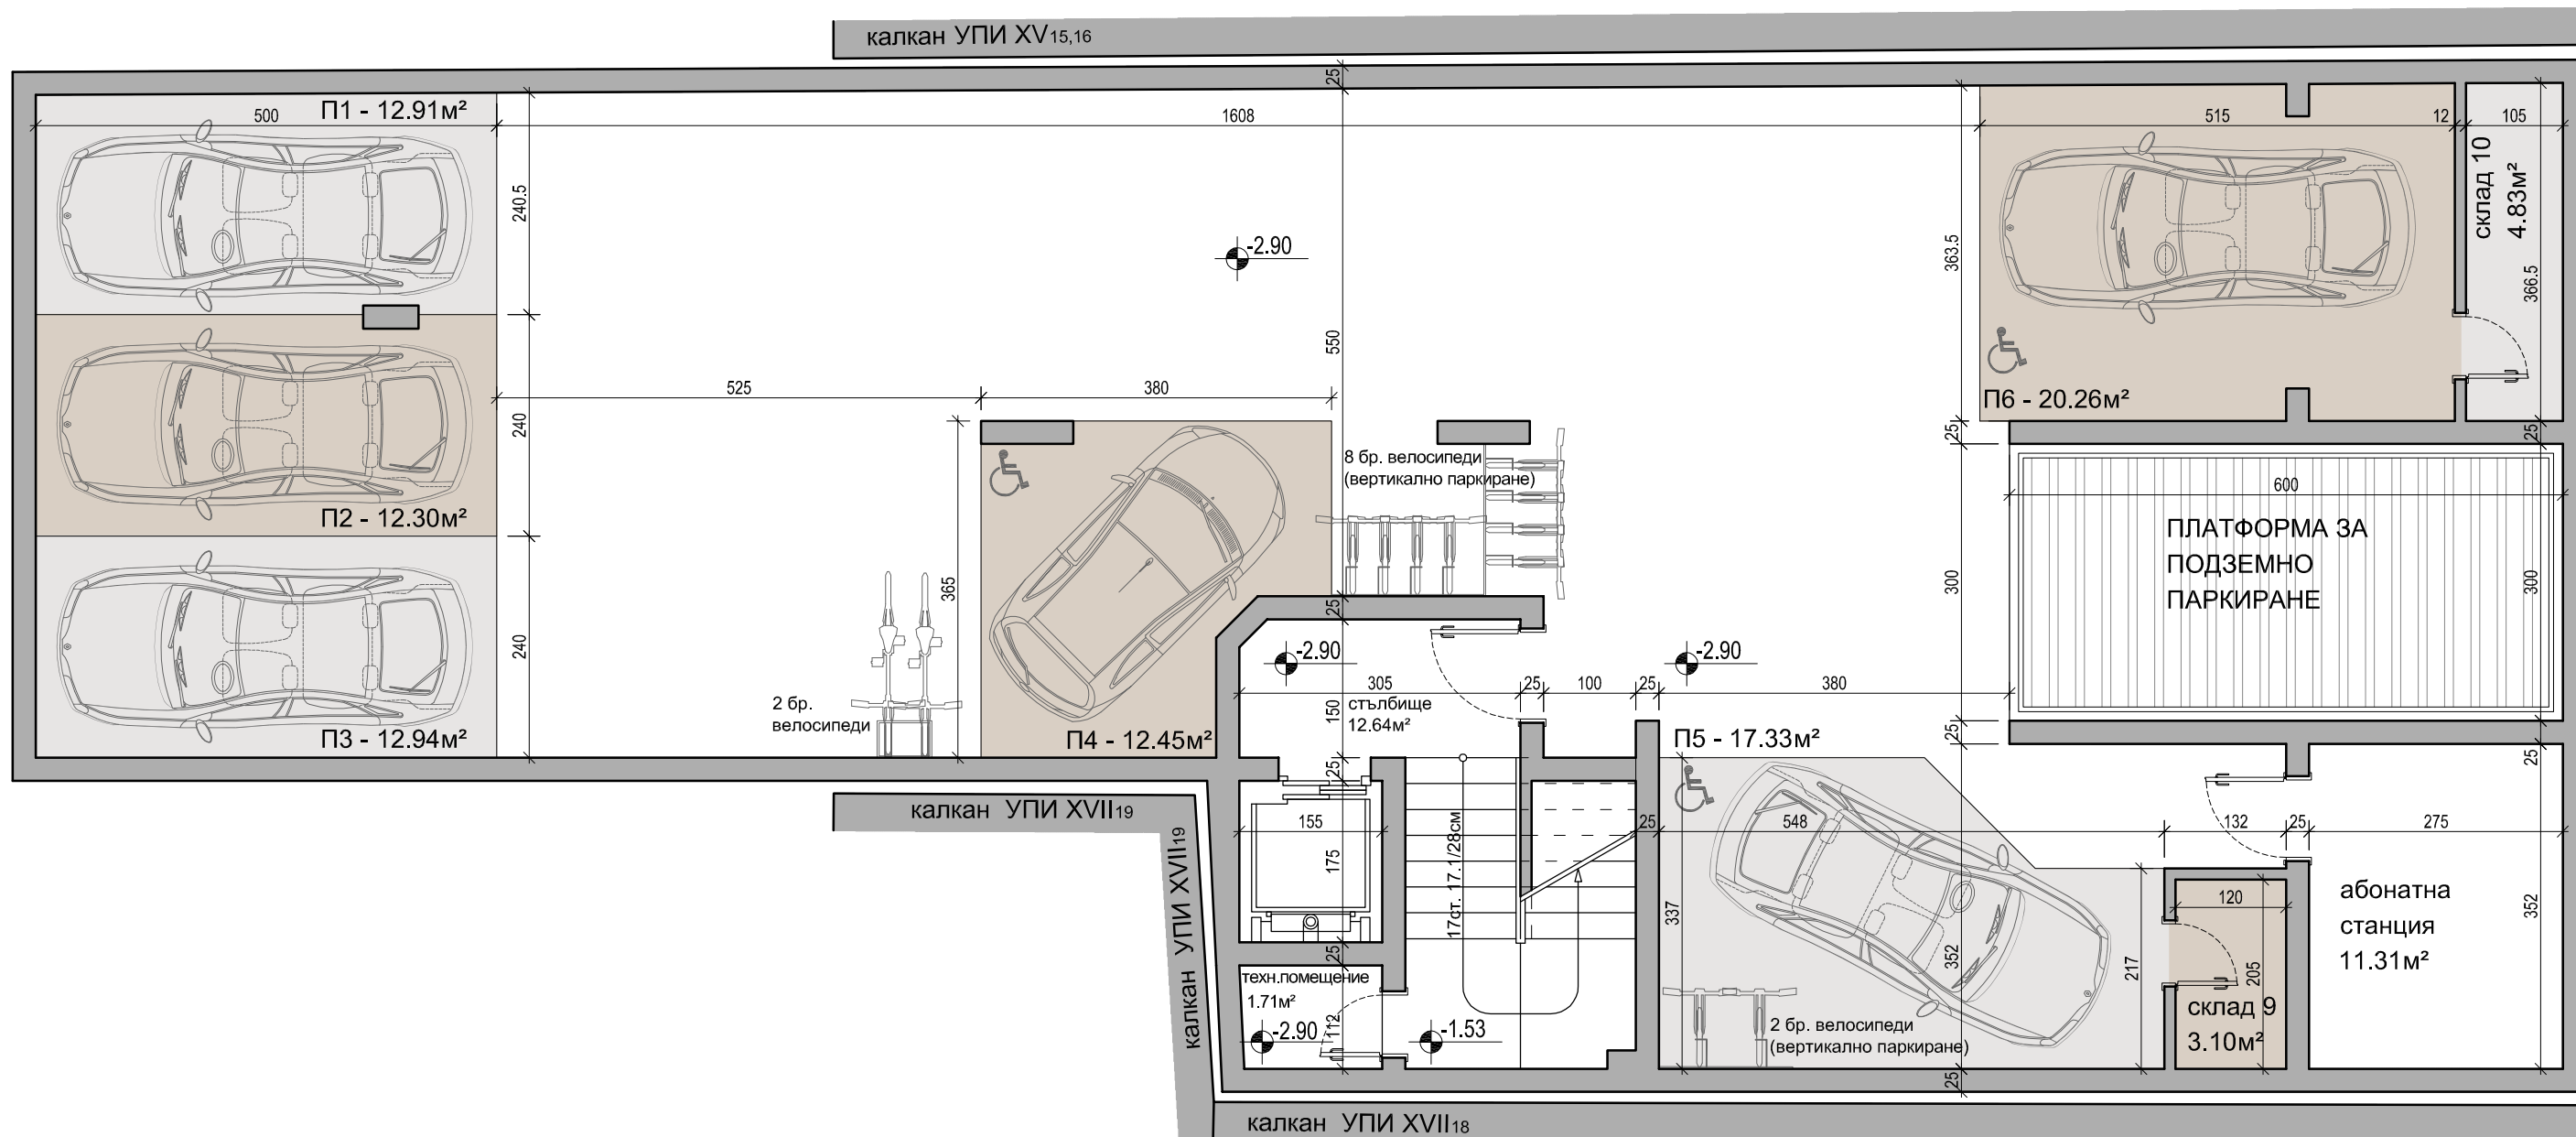 калкан УПИ XV15,16
25
П1 - 12.91м²
500
1608
515
12
105
240.5
-2.90
363.5
склад 10
4.83м²
366.5
550
525
380
П6 - 20.26м²
240
25
25
8 бр. велосипеди
(вертикално паркиране)
600
П2 - 12.30м²
ПЛАТФОРМА ЗА
ПОДЗЕМНО
ПАРКИРАНЕ
365
300
300
25
240
-2.90
-2.90
305
25
100
25
380
2 бр.
велосипеди
150
стълбище
12.64м²
П3 - 12.94м²
П4 - 12.45м²
П5 - 17.33м²
25
25
25
калкан УПИ XVII19
155
25
548
132
25
275
калкан УПИ XVII19
175
17ст. 17.1/28см
337
352
217
120
205
352
абонатна
станция
11.31м²
25
техн.помещение
1.71м²
112
-2.90
-1.53
2 бр. велосипеди
(вертикално паркиране)
склад 9
3.10м²
25
калкан УПИ XVII18